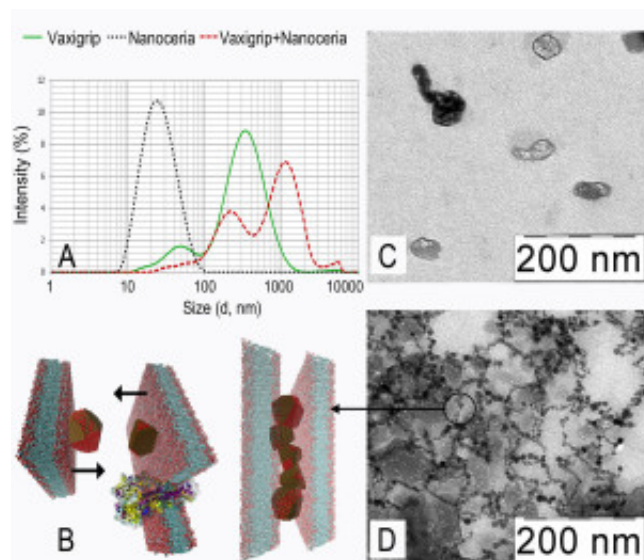 Vaxigrip Nanoceria Vaxigrip+Nanoceria
12
10
8
6
4
2
0
Intensity (%)
A
1 10 100 1000 10000
Size (d, nm)
C
200 nm
B
D
200 nm